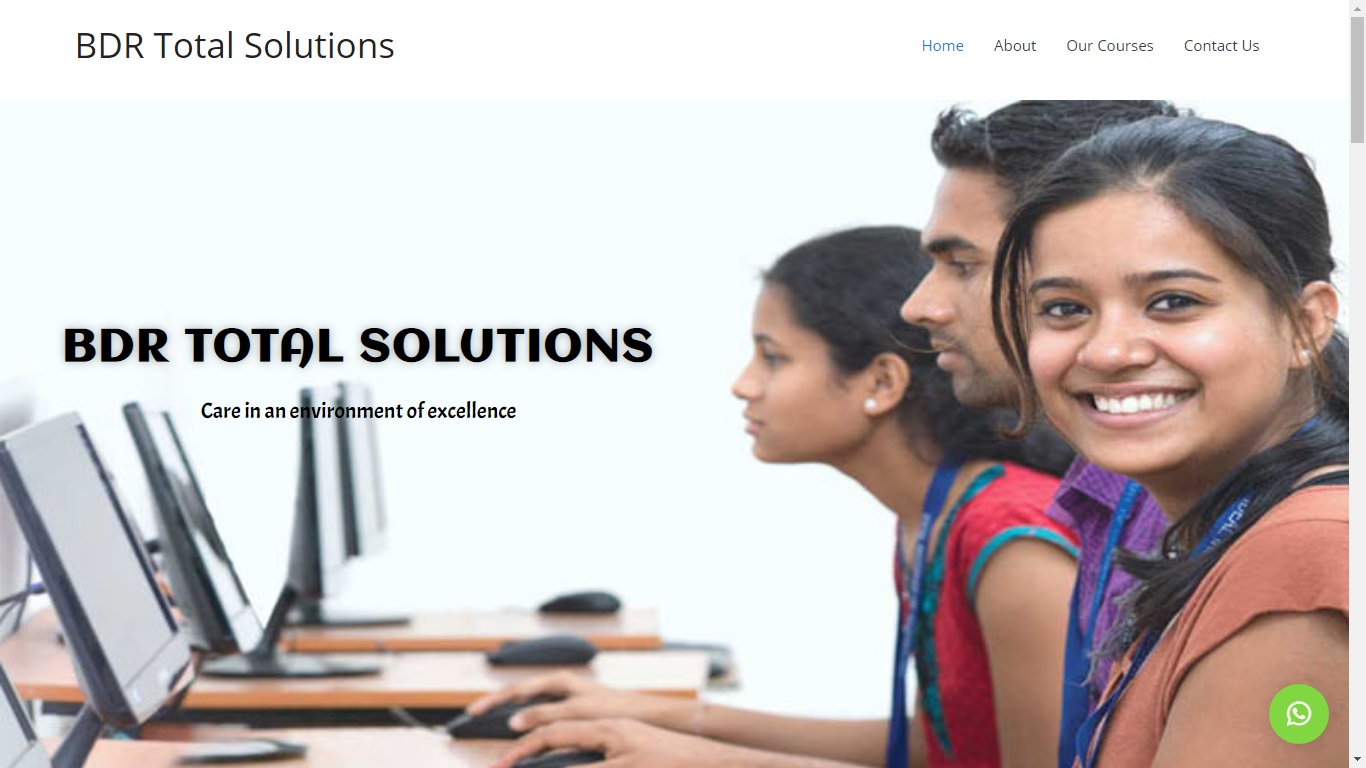 BDR Total Solutions
Home
About
Our Courses
Contact Us
BDR TOTAL SOLUTIONS
Care in an environment of excellence